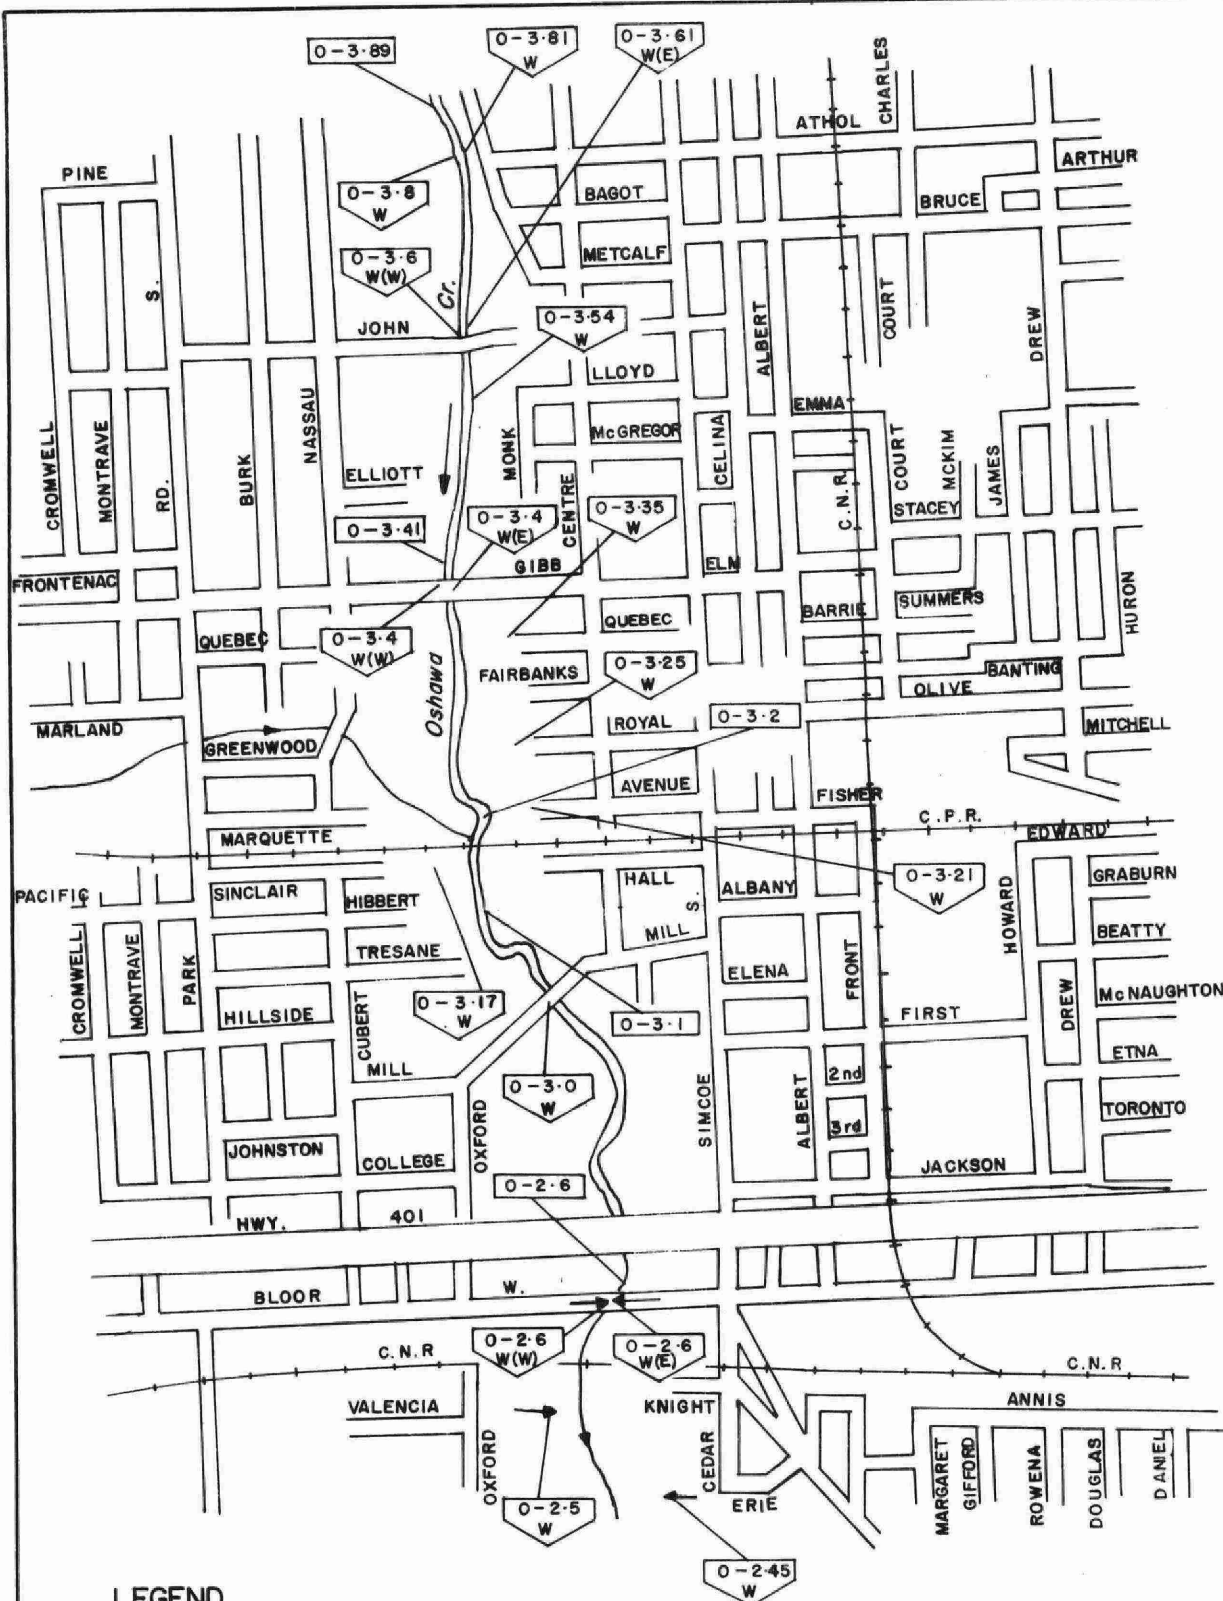 0-3·89
0-3·81
W
0-3·61
W(E)
CHARLES
ATHOL
PINE
ARTHUR
0-3·8
W
BAGOT
BRUCE
METCALF
0-3·6
W(W)
Cr.
S.
0-3·54
W
JOHN
COURT
ALBERT
DREW
LLOYD
EMMA
NASSAU
McGREGOR
CELINA
MONK
CROMWELL
MONTRAVE
RD.
BURK
ELLIOTT
COURT
MCKIM
JAMES
C.N.R.
STACEY
0-3·41
0-3·4
W(E)
CENTRE
0-3·35
W
GIBB
ELM
FRONTENAC
HURON
QUEBEC
0-3·4
W(W)
QUEBEC
BARRIE
SUMMERS
Oshawa
FAIRBANKS
0-3·25
W
BANTING
OLIVE
MARLAND
GREENWOOD
ROYAL
0-3·2
MITCHELL
AVENUE
FISHER
MARQUETTE
C.P.R.
EDWARD
PACIFIC
SINCLAIR
HIBBERT
HALL
S.
ALBANY
0-3·21
W
GRABURN
HOWARD
MILL
BEATTY
TRESANE
CROMWELL
MONTRAVE
PARK
ELENA
FRONT
0-3·17
W
0-3·1
HILLSIDE
CUBERT
FIRST
DREW
McNAUGHTON
ETNA
MILL
0-3·0
W
2nd
SIMCOE
ALBERT
3rd
TORONTO
JOHNSTON
COLLEGE
OXFORD
JACKSON
0-2·6
HWY.
401
BLOOR
W.
0-2·6
W(W)
0-2·6
W(E)
C.N.R
C.N.R
VALENCIA
KNIGHT
ANNIS
OXFORD
CEDAR
ERIE
MARGARET
GIFFORD
ROWENA
DOUGLAS
DANIEL
0-2·5
W
0-2·45
W
LEGEND